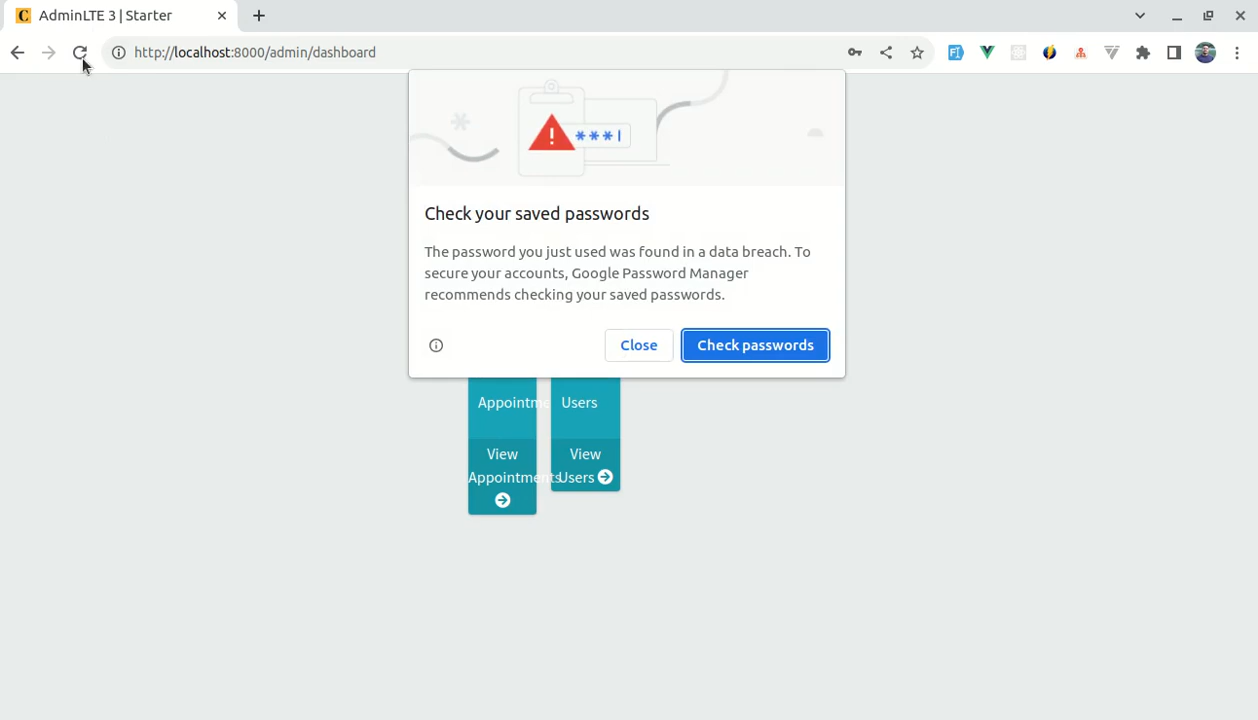 C AdminLTE 3 | Starter
http://localhost:8000/admin/dashboard
***|
Check your saved passwords
The password you just used was found in a data breach. To
secure your accounts, Google Password Manager
recommends checking your saved passwords.
Close Check passwords
Appointme Users
View
Appointments
View
Users